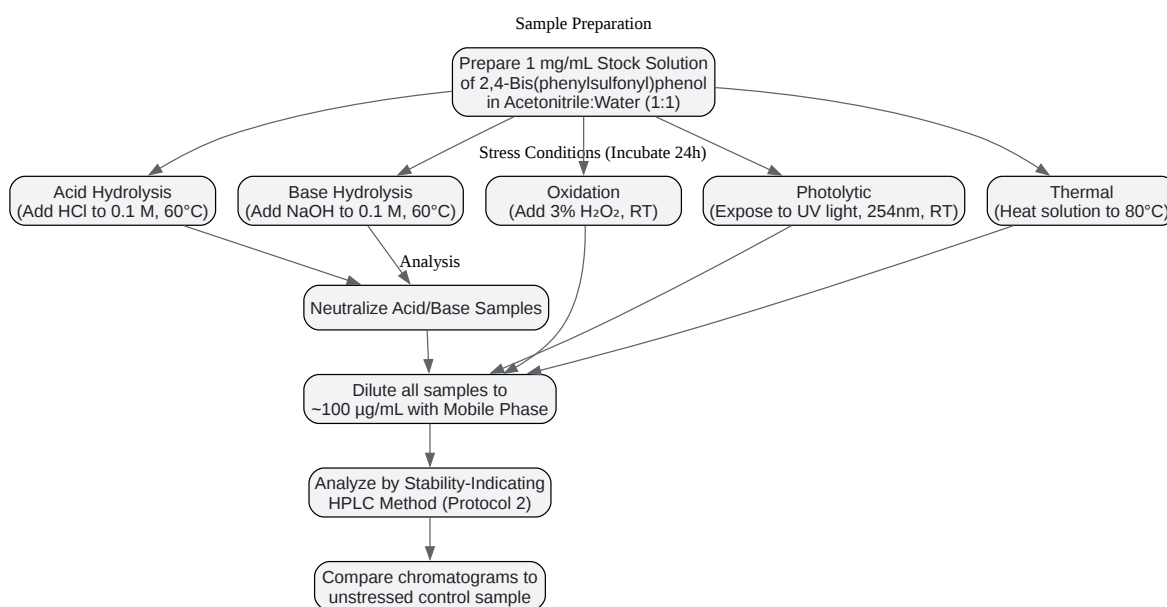 Sample Preparation
Prepare 1 mg/mL Stock Solution
of 2,4-Bis(phenylsulfonyl)phenol
in Acetonitrile:Water (1:1)
Stress Conditions (Incubate 24h)
Acid Hydrolysis
(Add HCl to 0.1 M, 60°C)
Base Hydrolysis
(Add NaOH to 0.1 M, 60°C)
Oxidation
(Add 3% H₂O₂, RT)
Photolytic
(Expose to UV light, 254nm, RT)
Thermal
(Heat solution to 80°C)
Analysis
Neutralize Acid/Base Samples
Dilute all samples to
~100 µg/mL with Mobile Phase
Analyze by Stability-Indicating
HPLC Method (Protocol 2)
Compare chromatograms to
unstressed control sample